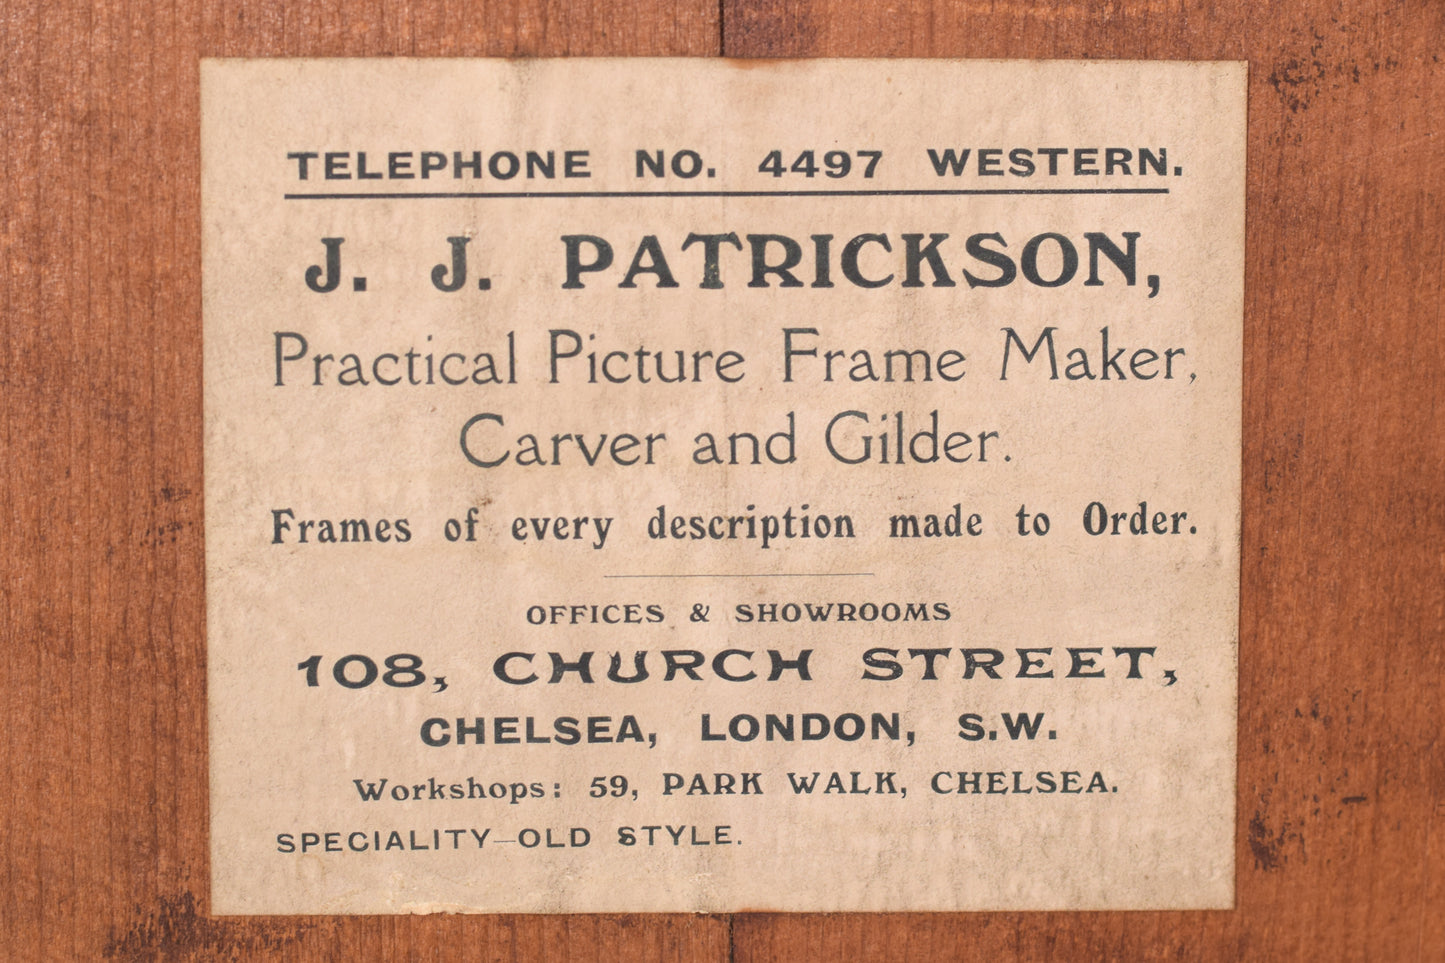 TELEPHONE NO. 4497 WESTERN.
J. J. PATRICKSON,
Practical Picture Frame Maker,
Carver and Gilder.
Frames of every description made to Order.
OFFICES & SHOWROOMS
108, CHURCH STREET,
CHELSEA, LONDON, S.W.
Workshops: 59, PARK WALK, CHELSEA.
SPECIALITY—OLD STYLE.